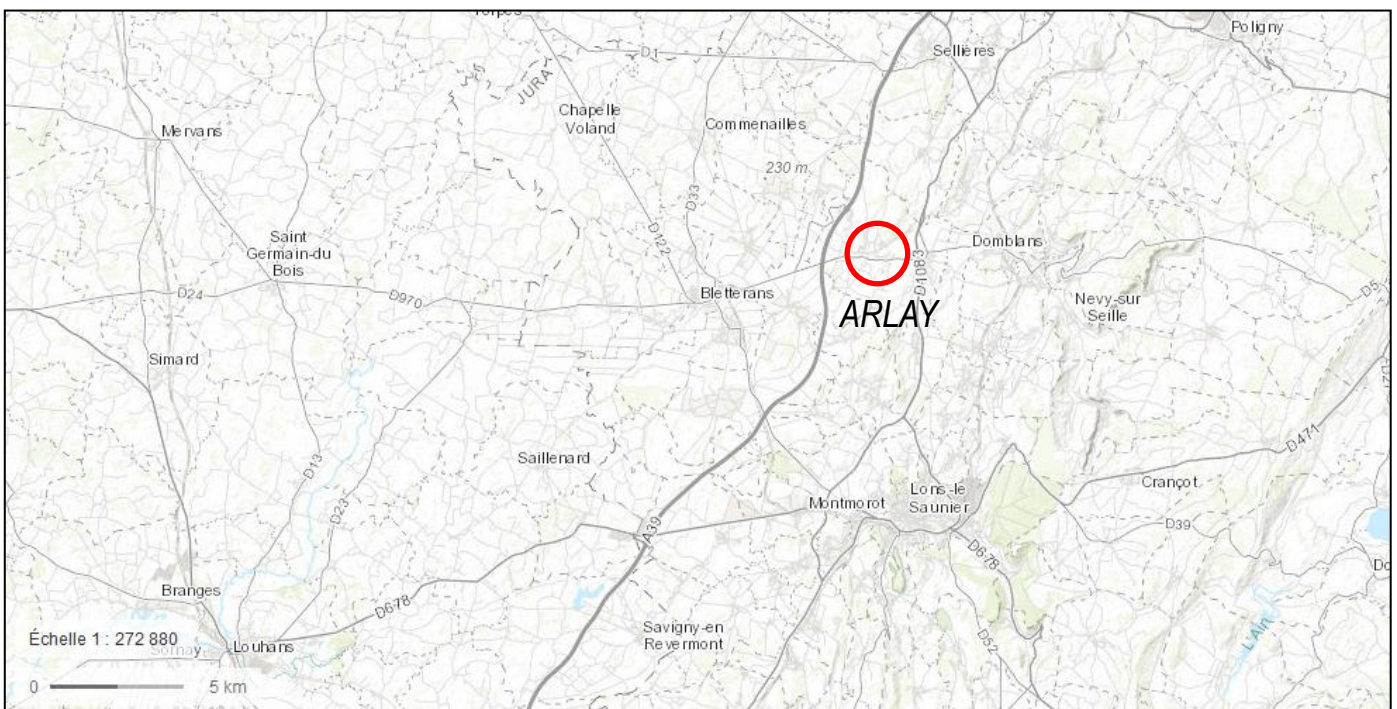 Poligny
Sellières
D1
JURA
Chapelle
Voland
Commenailles
Mervans
230 m
D33
D122
Saint
Germain-du
Bois
Domblans
D1083
D24
D970
Bletterans
ARLAY
Nevy-sur
Seille
D5
Simard
D471
Saillenard
D13
D23
Montmorot
Lons-le
Saunier
Crançot
D39
A39
D678
Branges
D678
Savigny-en
Revermont
D52
L'Ain
Échelle 1 : 272 880
Sornay
Louhans
0
5 km